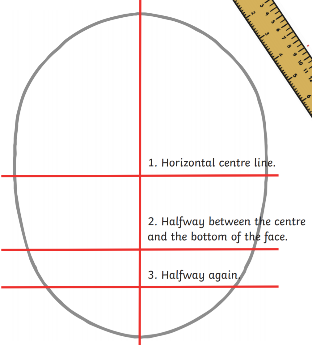 1. Horizontal centre line.
2. Halfway between the centre
and the bottom of the face.
3. Halfway again.